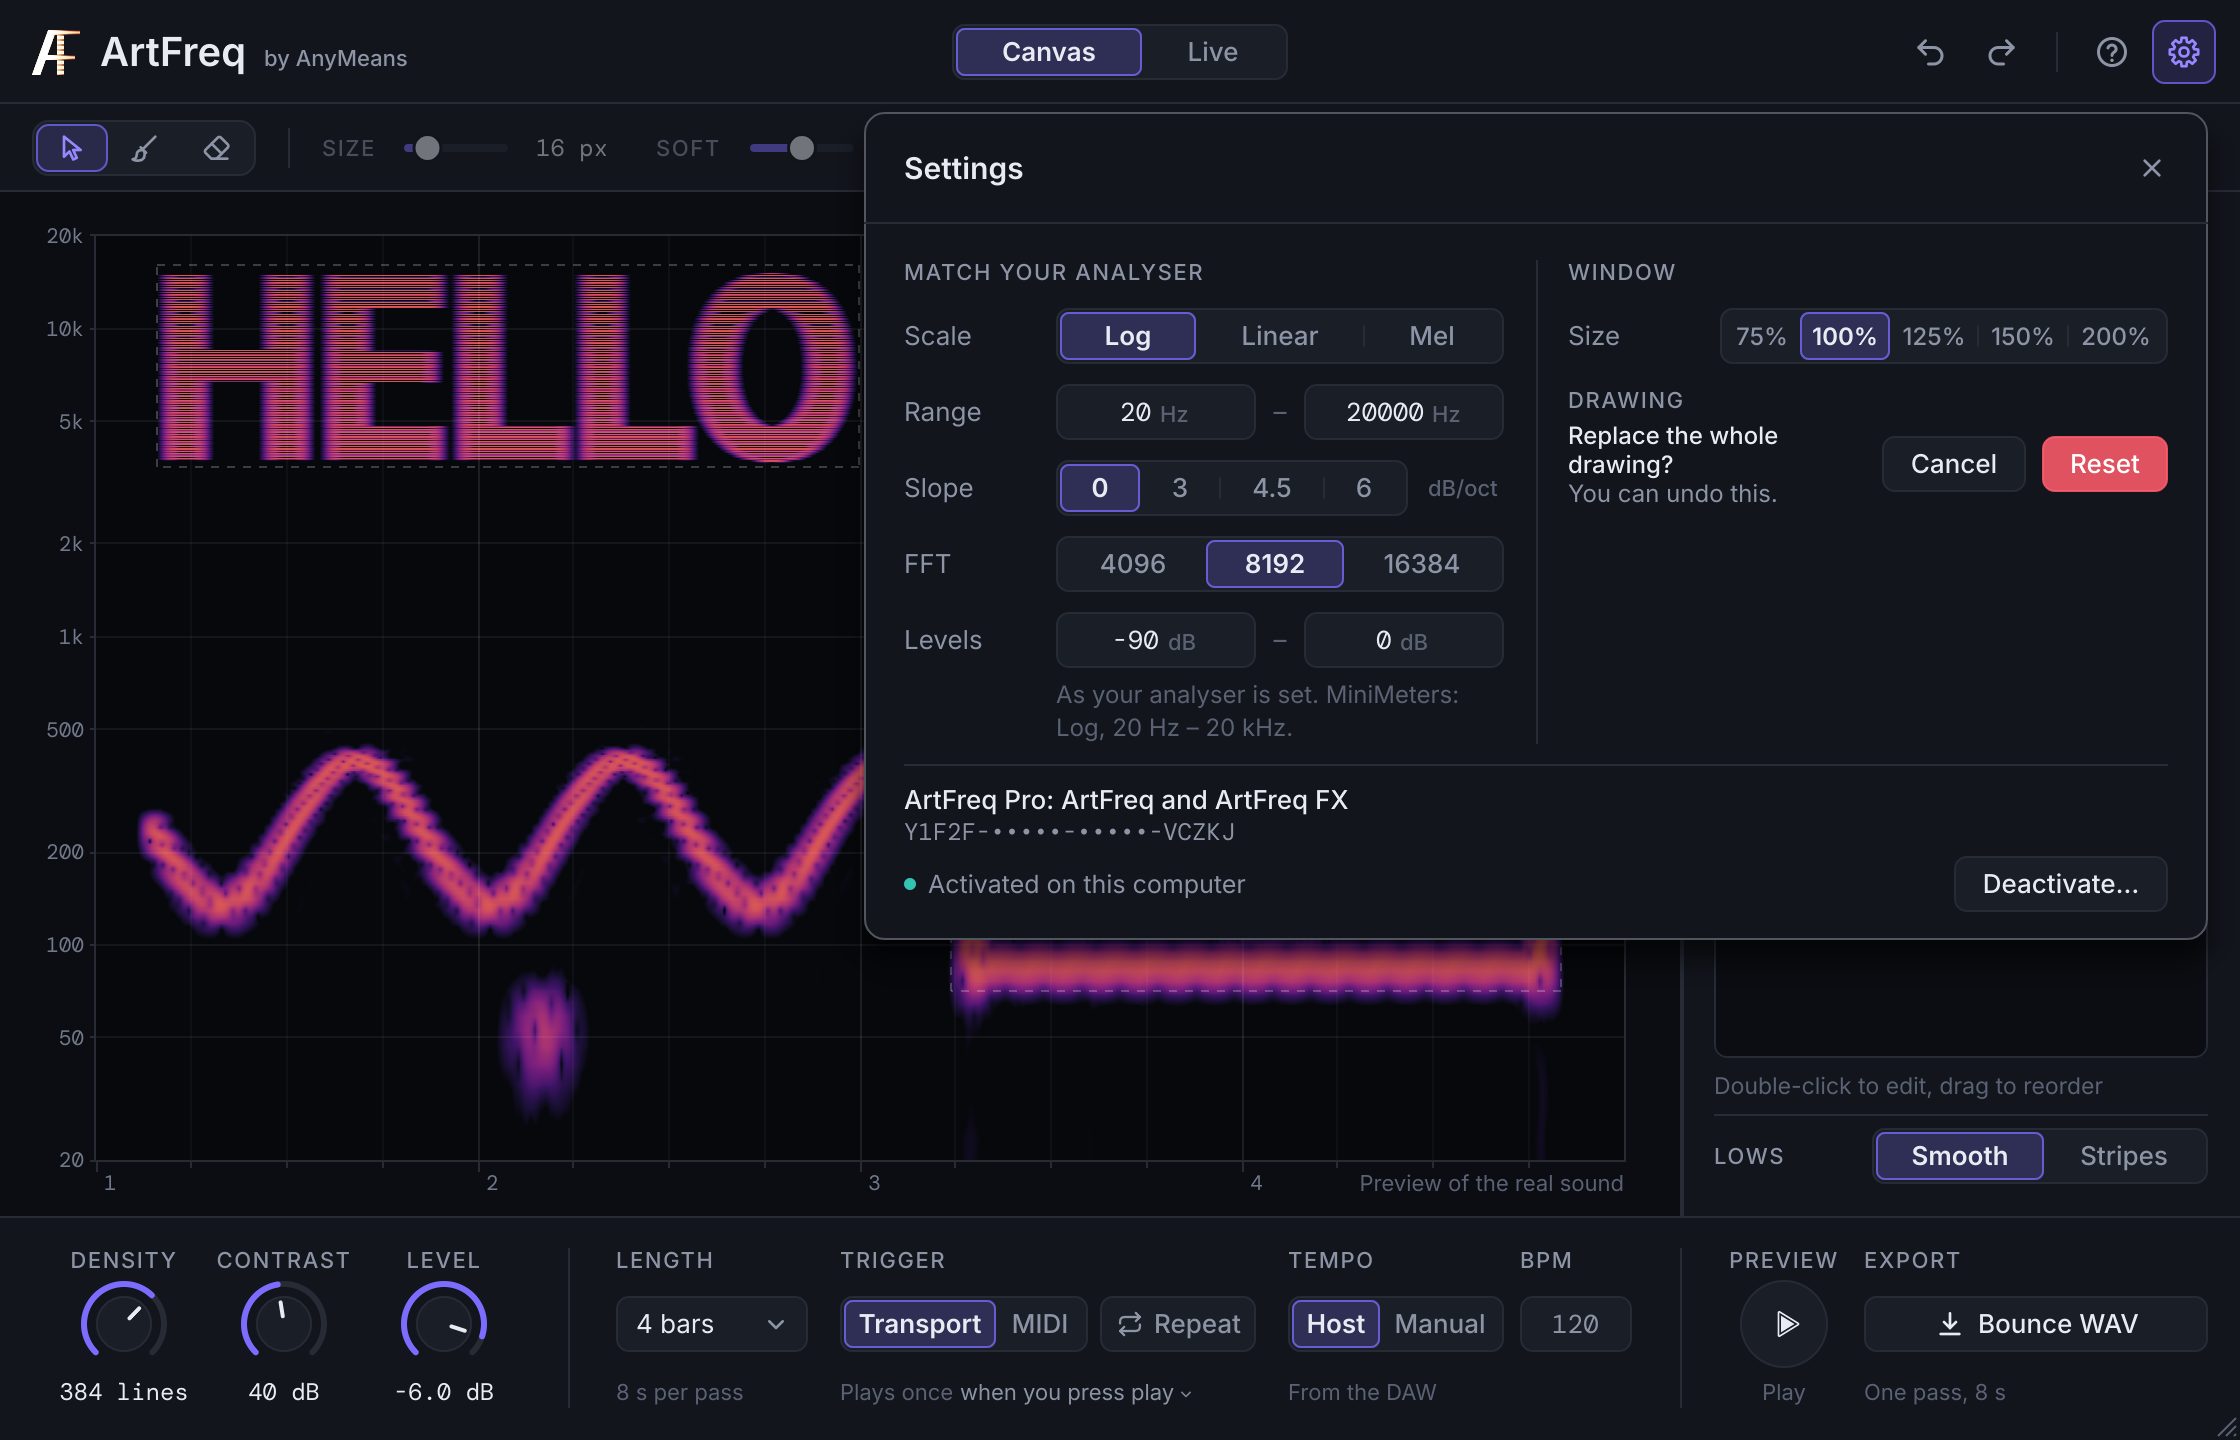 ArtFreq by AnyMeans
Canvas Live
SIZE 16 px SOFT
Settings
MATCH YOUR ANALYSER
Scale Log Linear Mel
Range 20 Hz – 20000 Hz
Slope 0 3 4.5 6 dB/oct
FFT 4096 8192 16384
Levels -90 dB – 0 dB
As your analyser is set. MiniMeters:
Log, 20 Hz – 20 kHz.
WINDOW
Size 75% 100% 125% 150% 200%
DRAWING
Replace the whole
drawing?
You can undo this.
Cancel Reset
ArtFreq Pro: ArtFreq and ArtFreq FX
Y1F2F-•••••-•••••-VCZKJ
Activated on this computer
Deactivate...
HELLO
20k
10k
5k
2k
1k
500
200
100
50
20
1 2 3 4 Preview of the real sound
Double-click to edit, drag to reorder
LOWS Smooth Stripes
DENSITY CONTRAST LEVEL LENGTH TRIGGER TEMPO BPM PREVIEW EXPORT
4 bars Transport MIDI Repeat Host Manual 120 Bounce WAV
384 lines 40 dB -6.0 dB 8 s per pass Plays once when you press play From the DAW Play One pass, 8 s